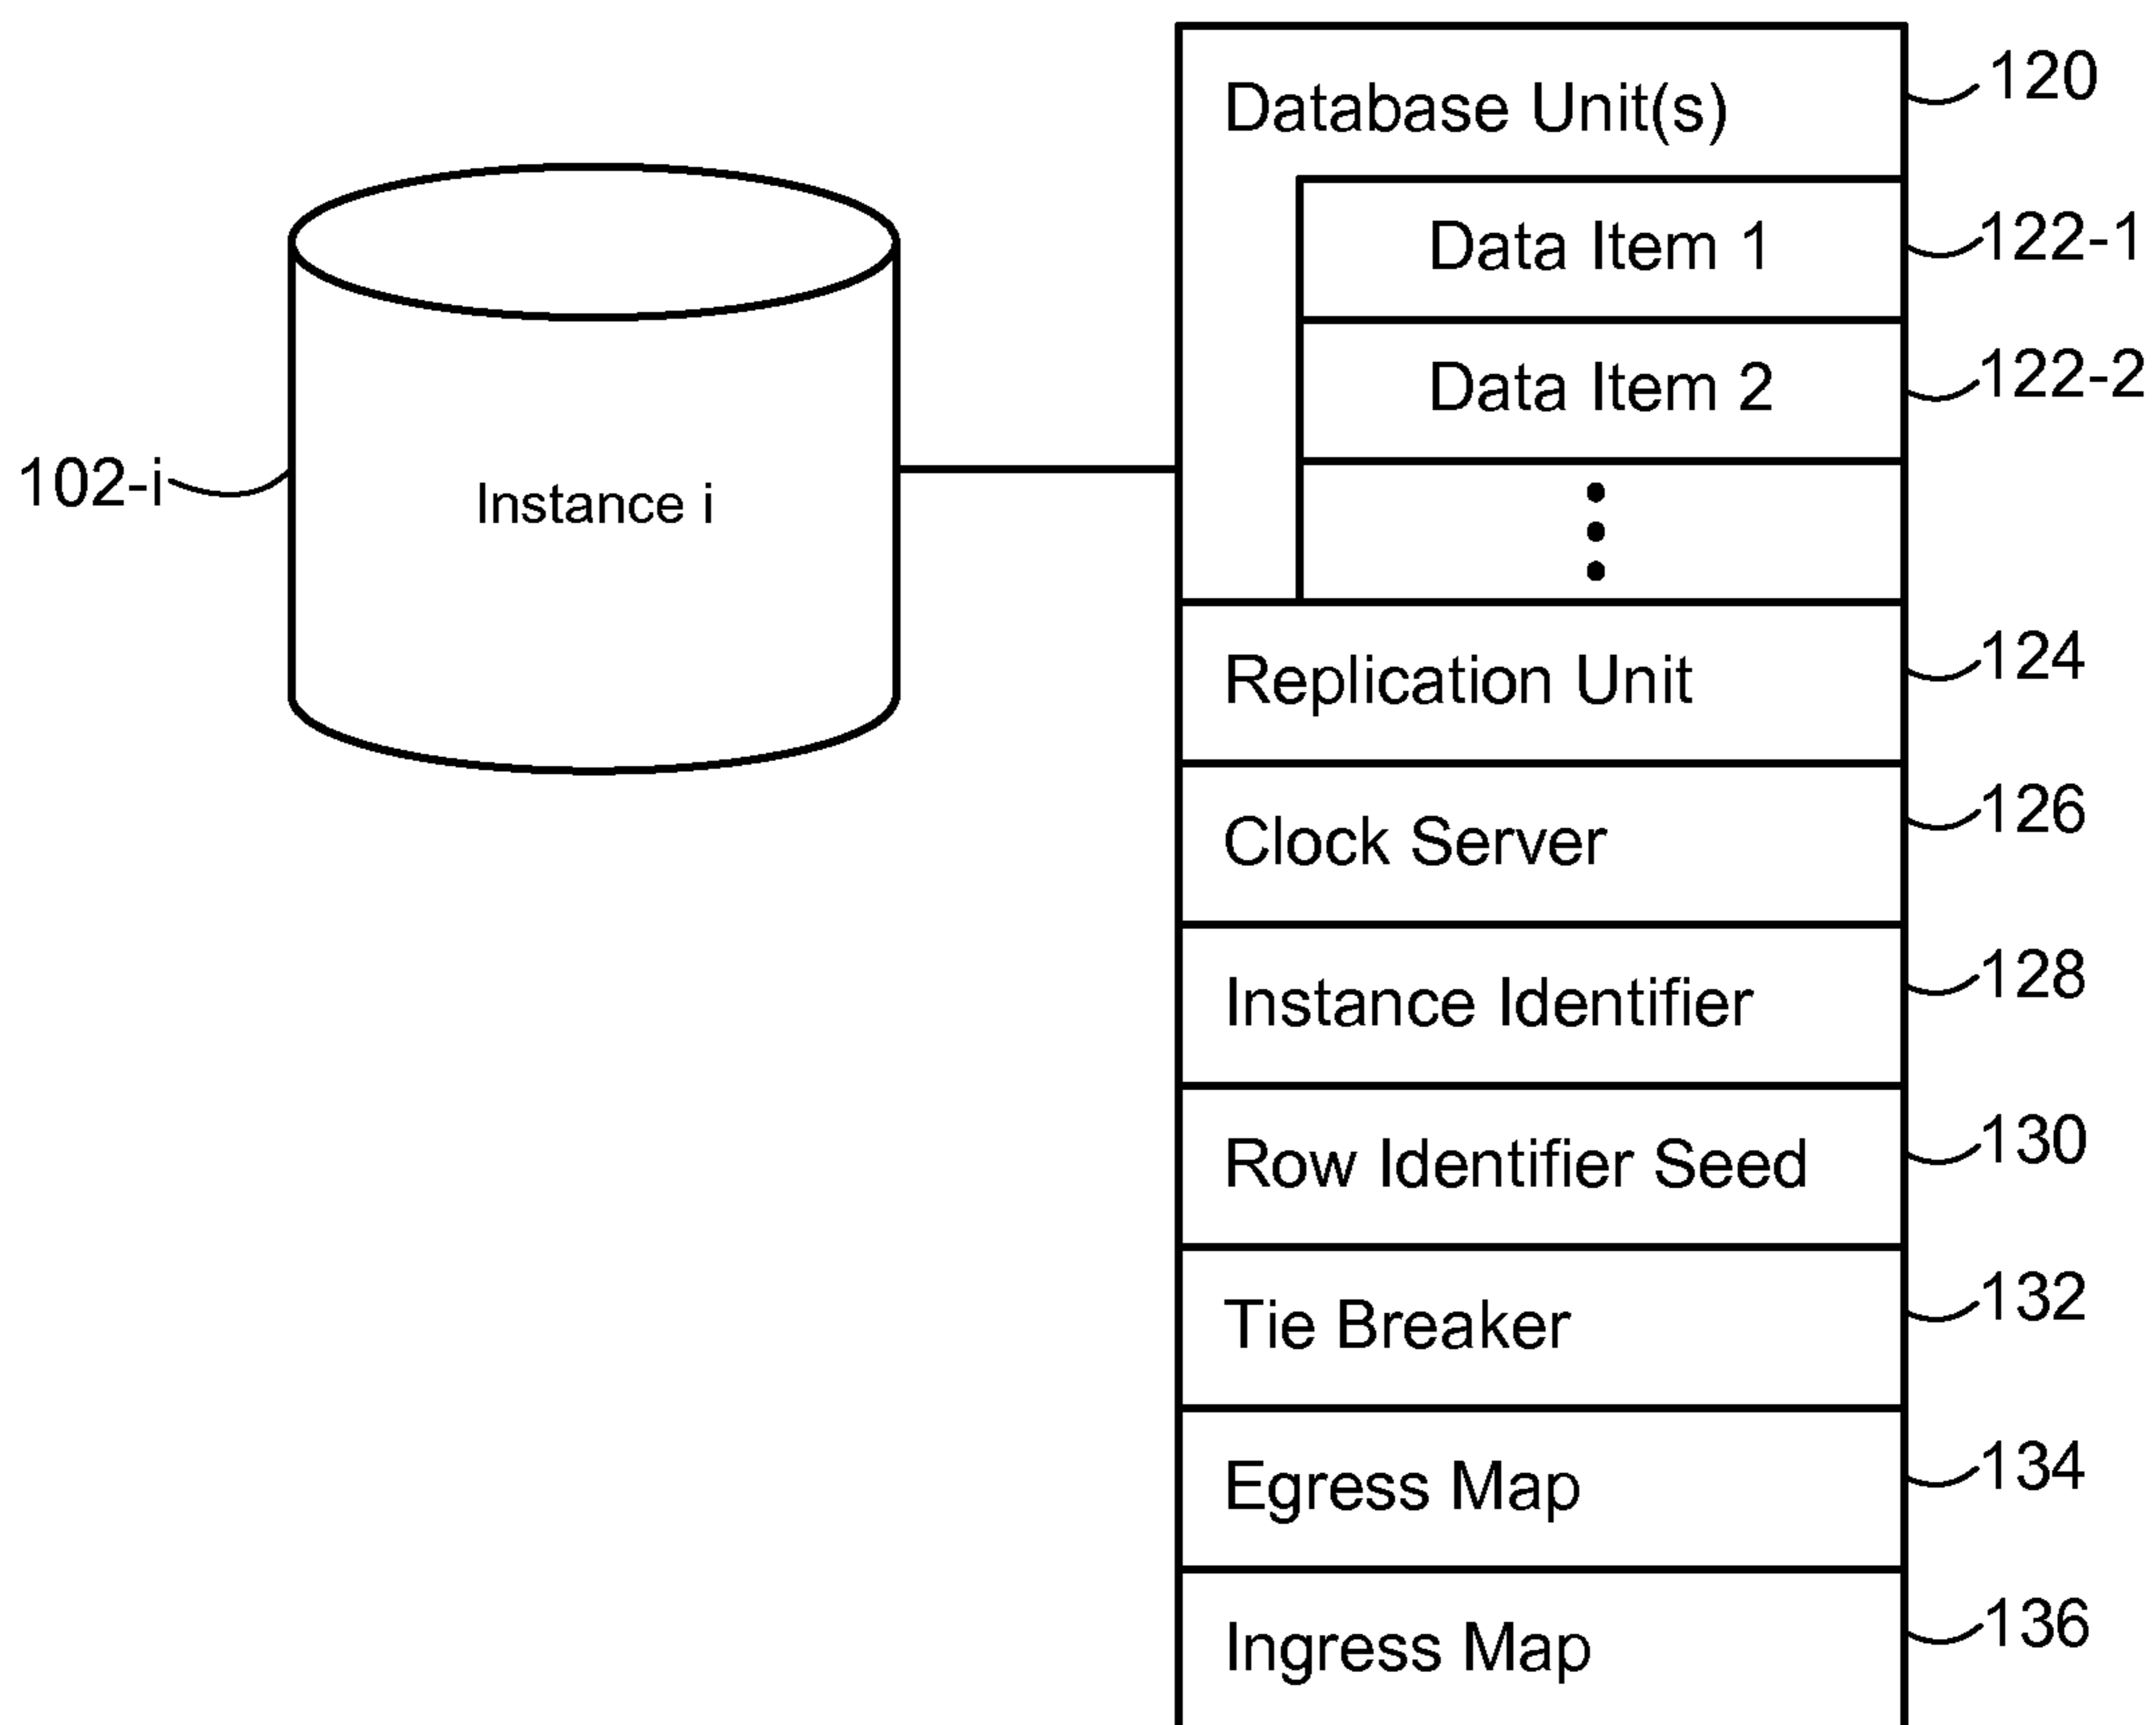 Database Unit(s)
120
Data Item 1
122-1
Data Item 2
122-2
102-i
Instance i
Replication Unit
124
Clock Server
126
Instance Identifier
128
Row Identifier Seed
130
Tie Breaker
132
Egress Map
134
Ingress Map
136